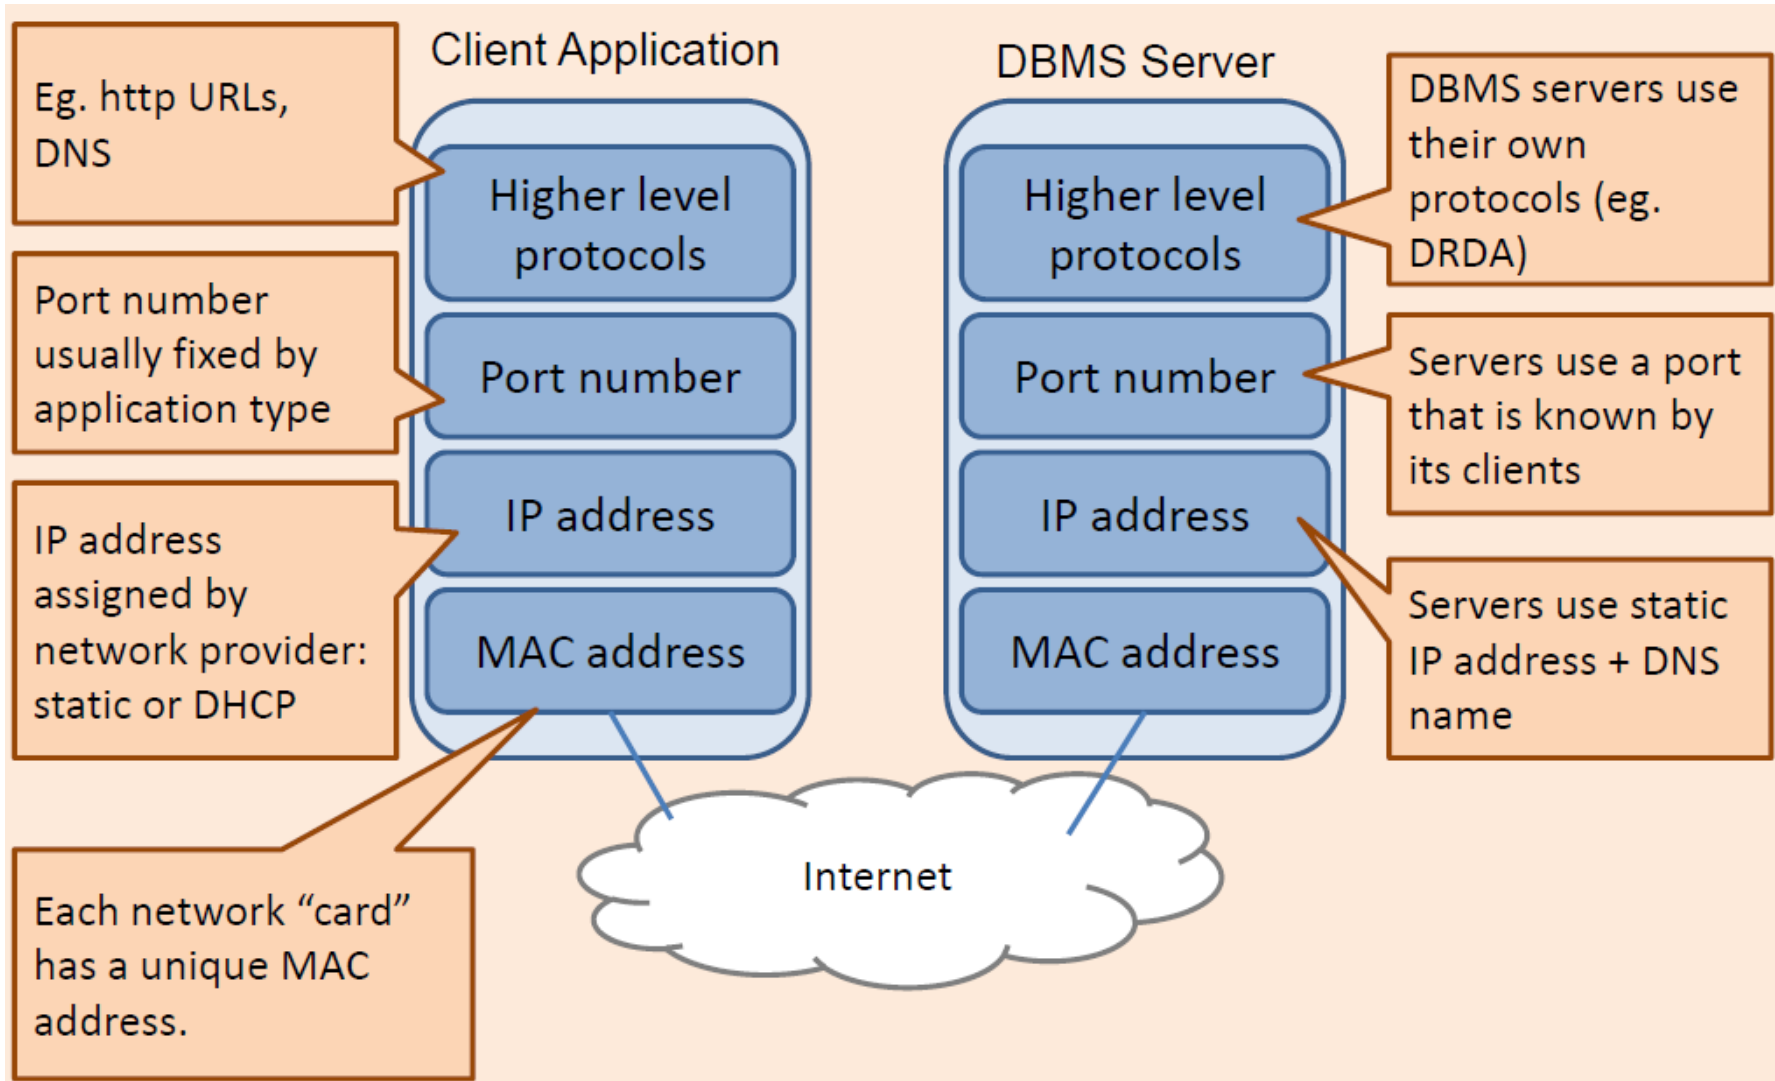 Client Application
DBMS Server
Eg. http URLs,
DNS
Port number
usually fixed by
application type
IP address
assigned by
network provider:
static or DHCP
Each network “card”
has a unique MAC
address.
Higher level
protocols
Port number
IP address
MAC address
Higher level
protocols
Port number
IP address
MAC address
DBMS servers use
their own
protocols (eg.
DRDA)
Servers use a port
that is known by
its clients
Servers use static
IP address + DNS
name
Internet